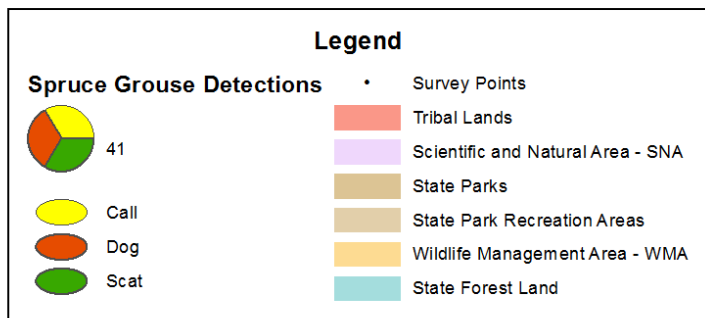 Legend
Spruce Grouse Detections
41
Call
Dog
Scat
Survey Points
Tribal Lands
Scientific and Natural Area - SNA
State Parks
State Park Recreation Areas
Wildlife Management Area - WMA
State Forest Land